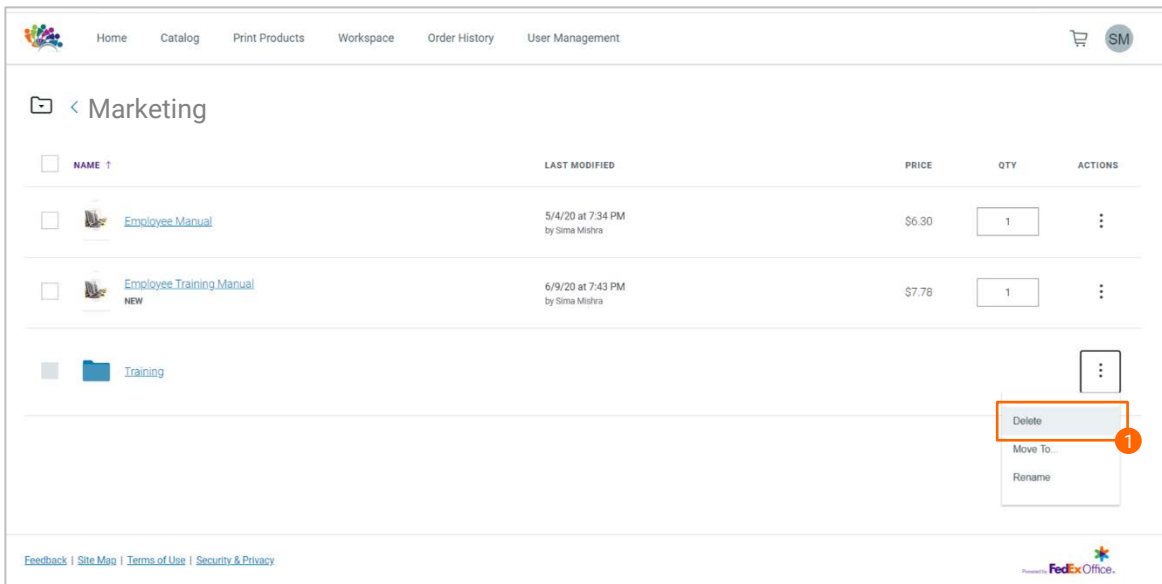 Home Catalog Print Products Workspace Order History User Management SM
< Marketing
NAME ↑ LAST MODIFIED PRICE QTY ACTIONS
Employee Manual 5/4/20 at 7:34 PM $6.30 1
by Sima Mishra
Employee Training Manual 6/9/20 at 7:43 PM $7.78 1
NEW by Sima Mishra
Training
Delete
1
Move To...
Rename
Feedback | Site Map | Terms of Use | Security & Privacy
Powered by FedEx Office.